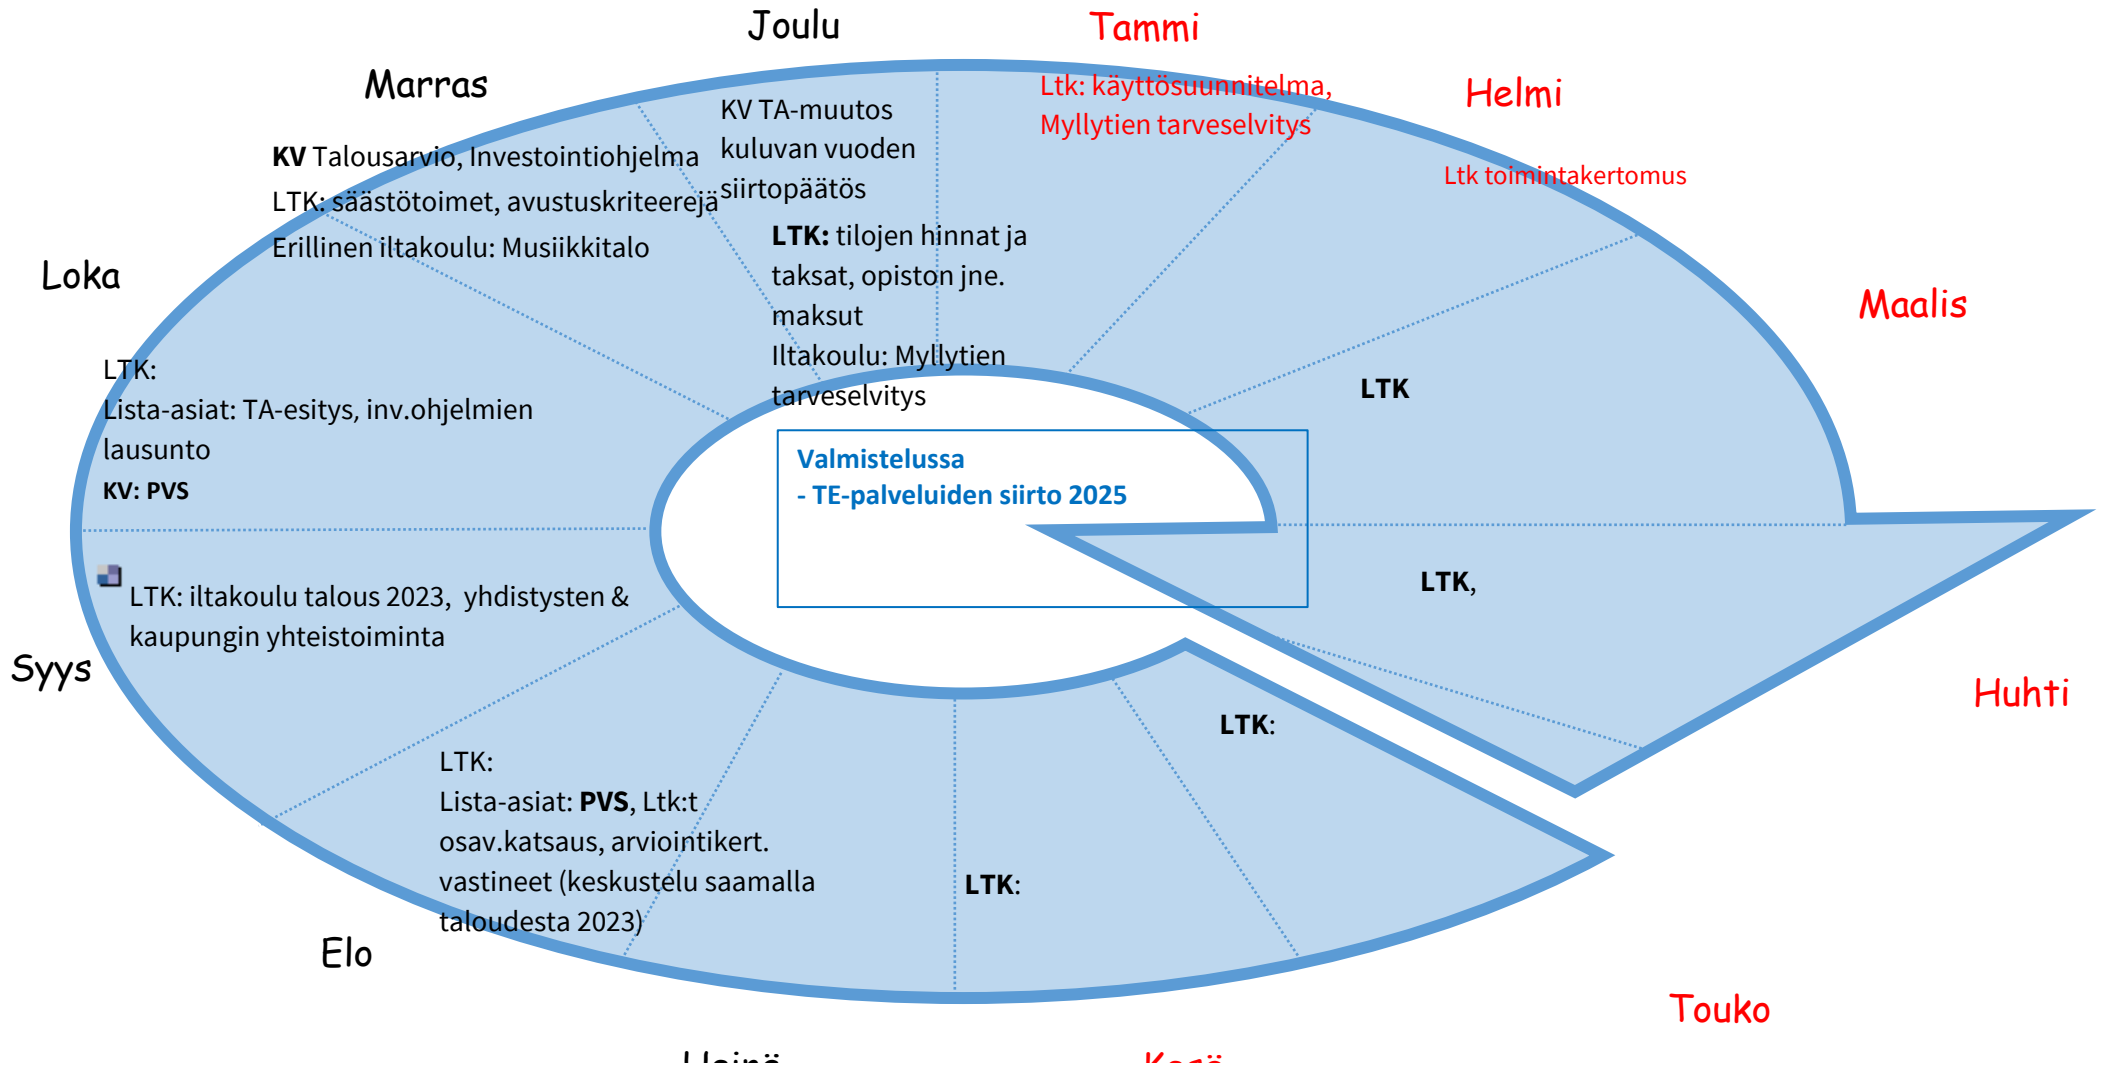 Joulu
Tammi
Marras
Helmi
Ltk: käyttösuunnitelma,
Myllytien tarveselvitys
KV TA-muutos
kuluvan vuoden
siirtopäätös
KV Talousarvio, Investointiohjelma
LTK: säästötoimet, avustuskriteerejä
Erillinen iltakoulu: Musiikkitalo
Ltk toimintakertomus
LTK: tilojen hinnat ja
taksat, opiston jne.
maksut
Iltakoulu: Myllytien
tarveselvitys
Loka
Maalis
LTK:
Lista-asiat: TA-esitys, inv.ohjelmien
lausunto
KV: PVS
LTK
Valmistelussa
- TE-palveluiden siirto 2025
LTK,
LTK: iltakoulu talous 2023, yhdistysten &
kaupungin yhteistoiminta
Syys
Huhti
LTK:
LTK:
Lista-asiat: PVS, Ltk:t
osav.katsaus, arviointikert.
vastineet (keskustelu saamalla
taloudesta 2023)
LTK:
Elo
Touko
Heinä
Kesä